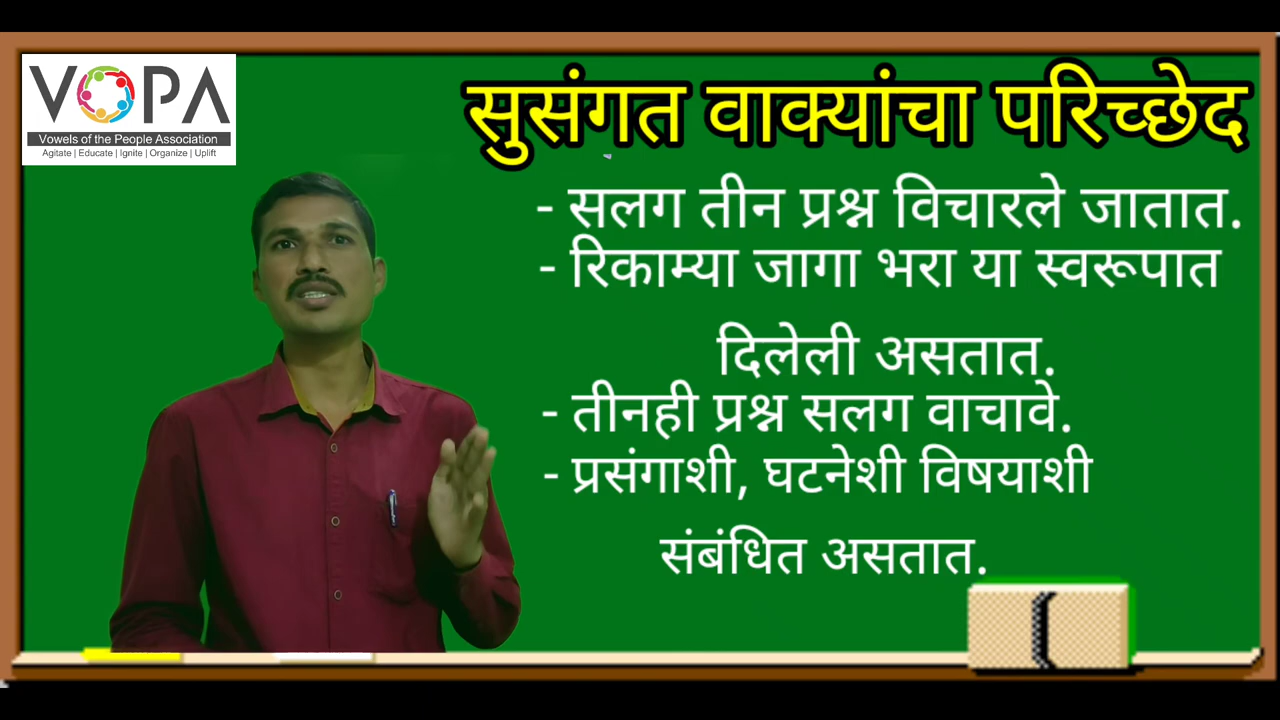 VOPA
Vowels of the People Association
Agitate | Educate | Ignite | Organize | Uplift
सुसंगत वाक्यांचा परिच्छेद
- सलग तीन प्रश्न विचारले जातात.
- रिकाम्या जागा भरा या स्वरूपात
दिलेली असतात.
- तीनही प्रश्न सलग वाचावे.
- प्रसंगाशी, घटनेशी विषयाशी
संबंधित असतात.